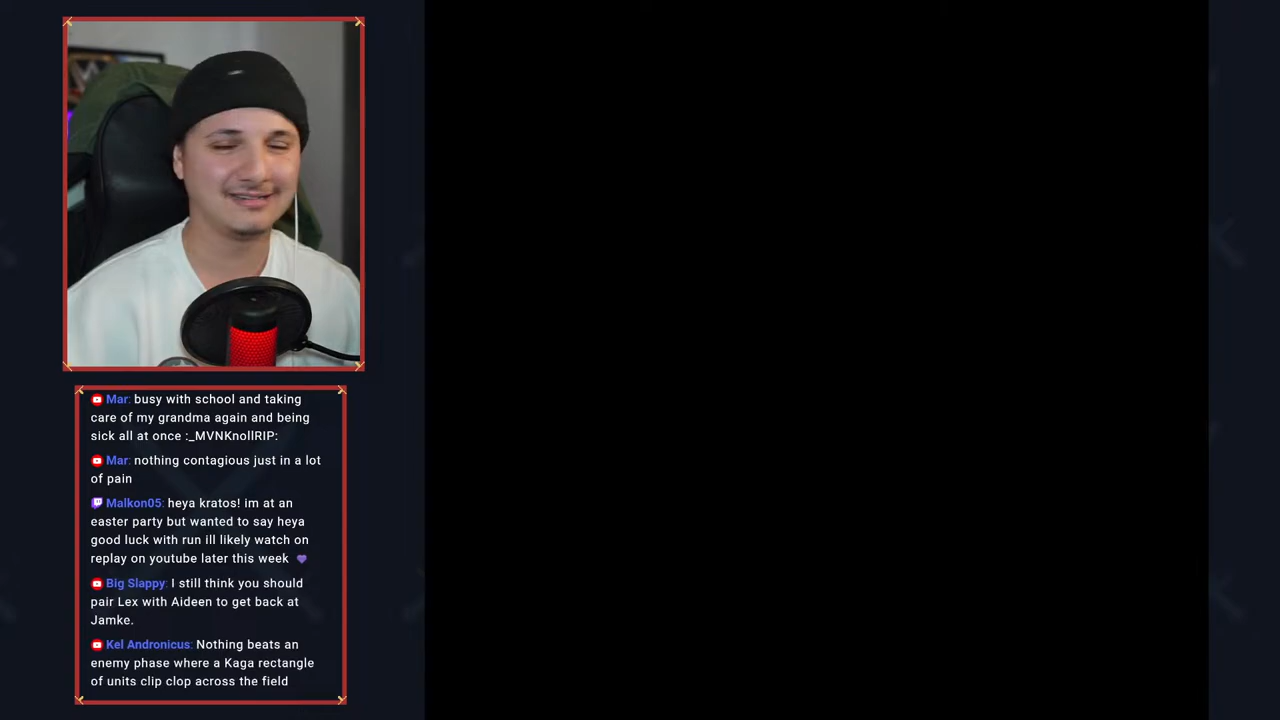 Mar: busy with school and taking
care of my grandma again and being
sick all at once :_MVNKnollRIP:
Mar: nothing contagious just in a lot
of pain
Malkon05: heya kratos! im at an
easter party but wanted to say heya
good luck with run ill likely watch on
replay on youtube later this week 💜
Big Slappy: I still think you should
pair Lex with Aideen to get back at
Jamke.
Kel Andronicus: Nothing beats an
enemy phase where a Kaga rectangle
of units clip clop across the field